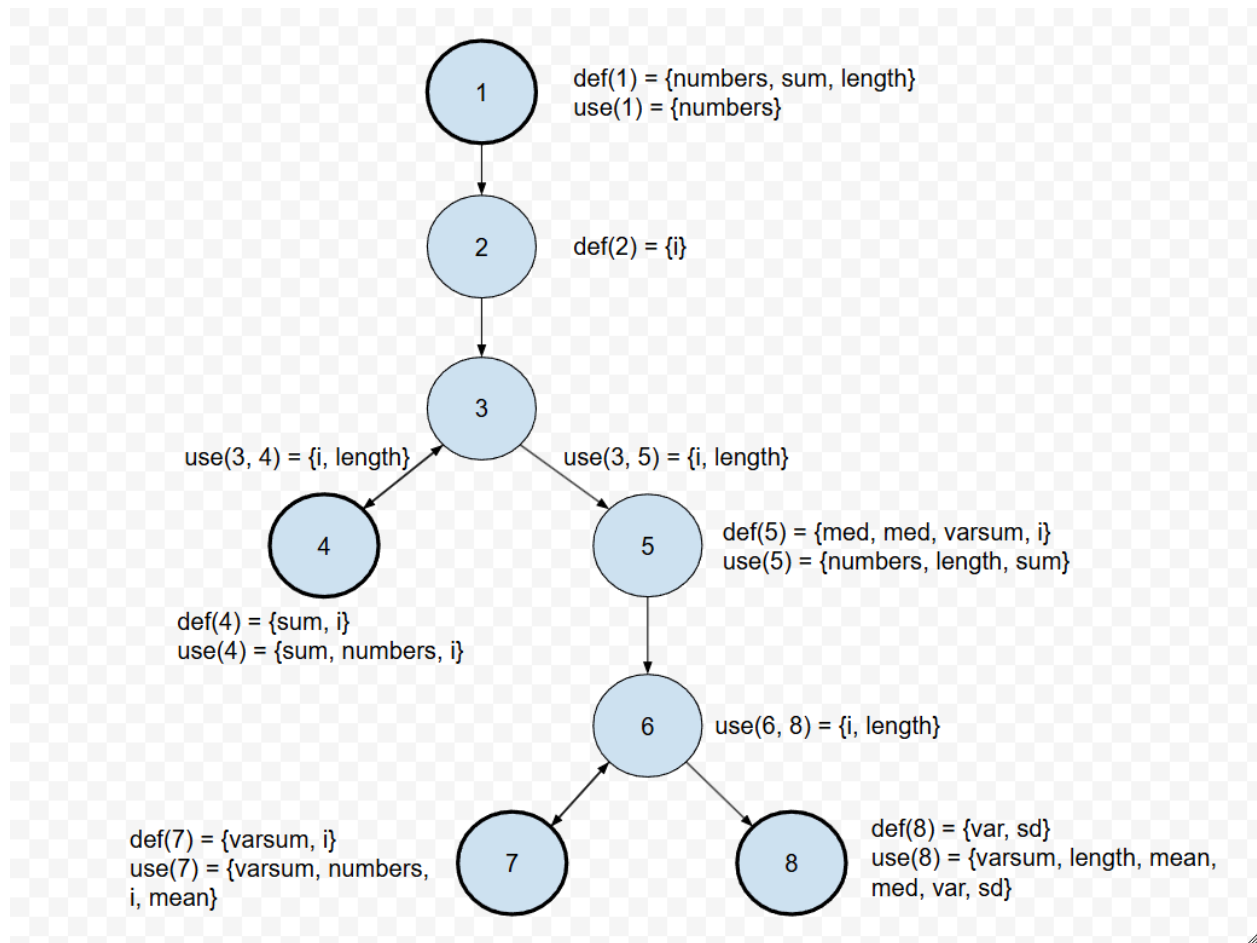 1
def(1) = {numbers, sum, length}
use(1) = {numbers}
2
def(2) = {i}
3
use(3, 4) = {i, length}
use(3, 5) = {i, length}
4
5
def(5) = {med, med, varsum, i}
use(5) = {numbers, length, sum}
def(4) = {sum, i}
use(4) = {sum, numbers, i}
6
use(6, 8) = {i, length}
def(7) = {varsum, i}
use(7) = {varsum, numbers,
i, mean}
7
8
def(8) = {var, sd}
use(8) = {varsum, length, mean,
med, var, sd}